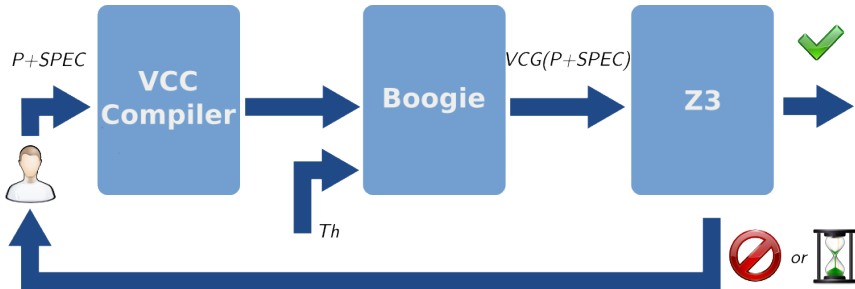 P+SPEC
VCC
Compiler
Boogie
VCG(P+SPEC)
Z3
Th
or